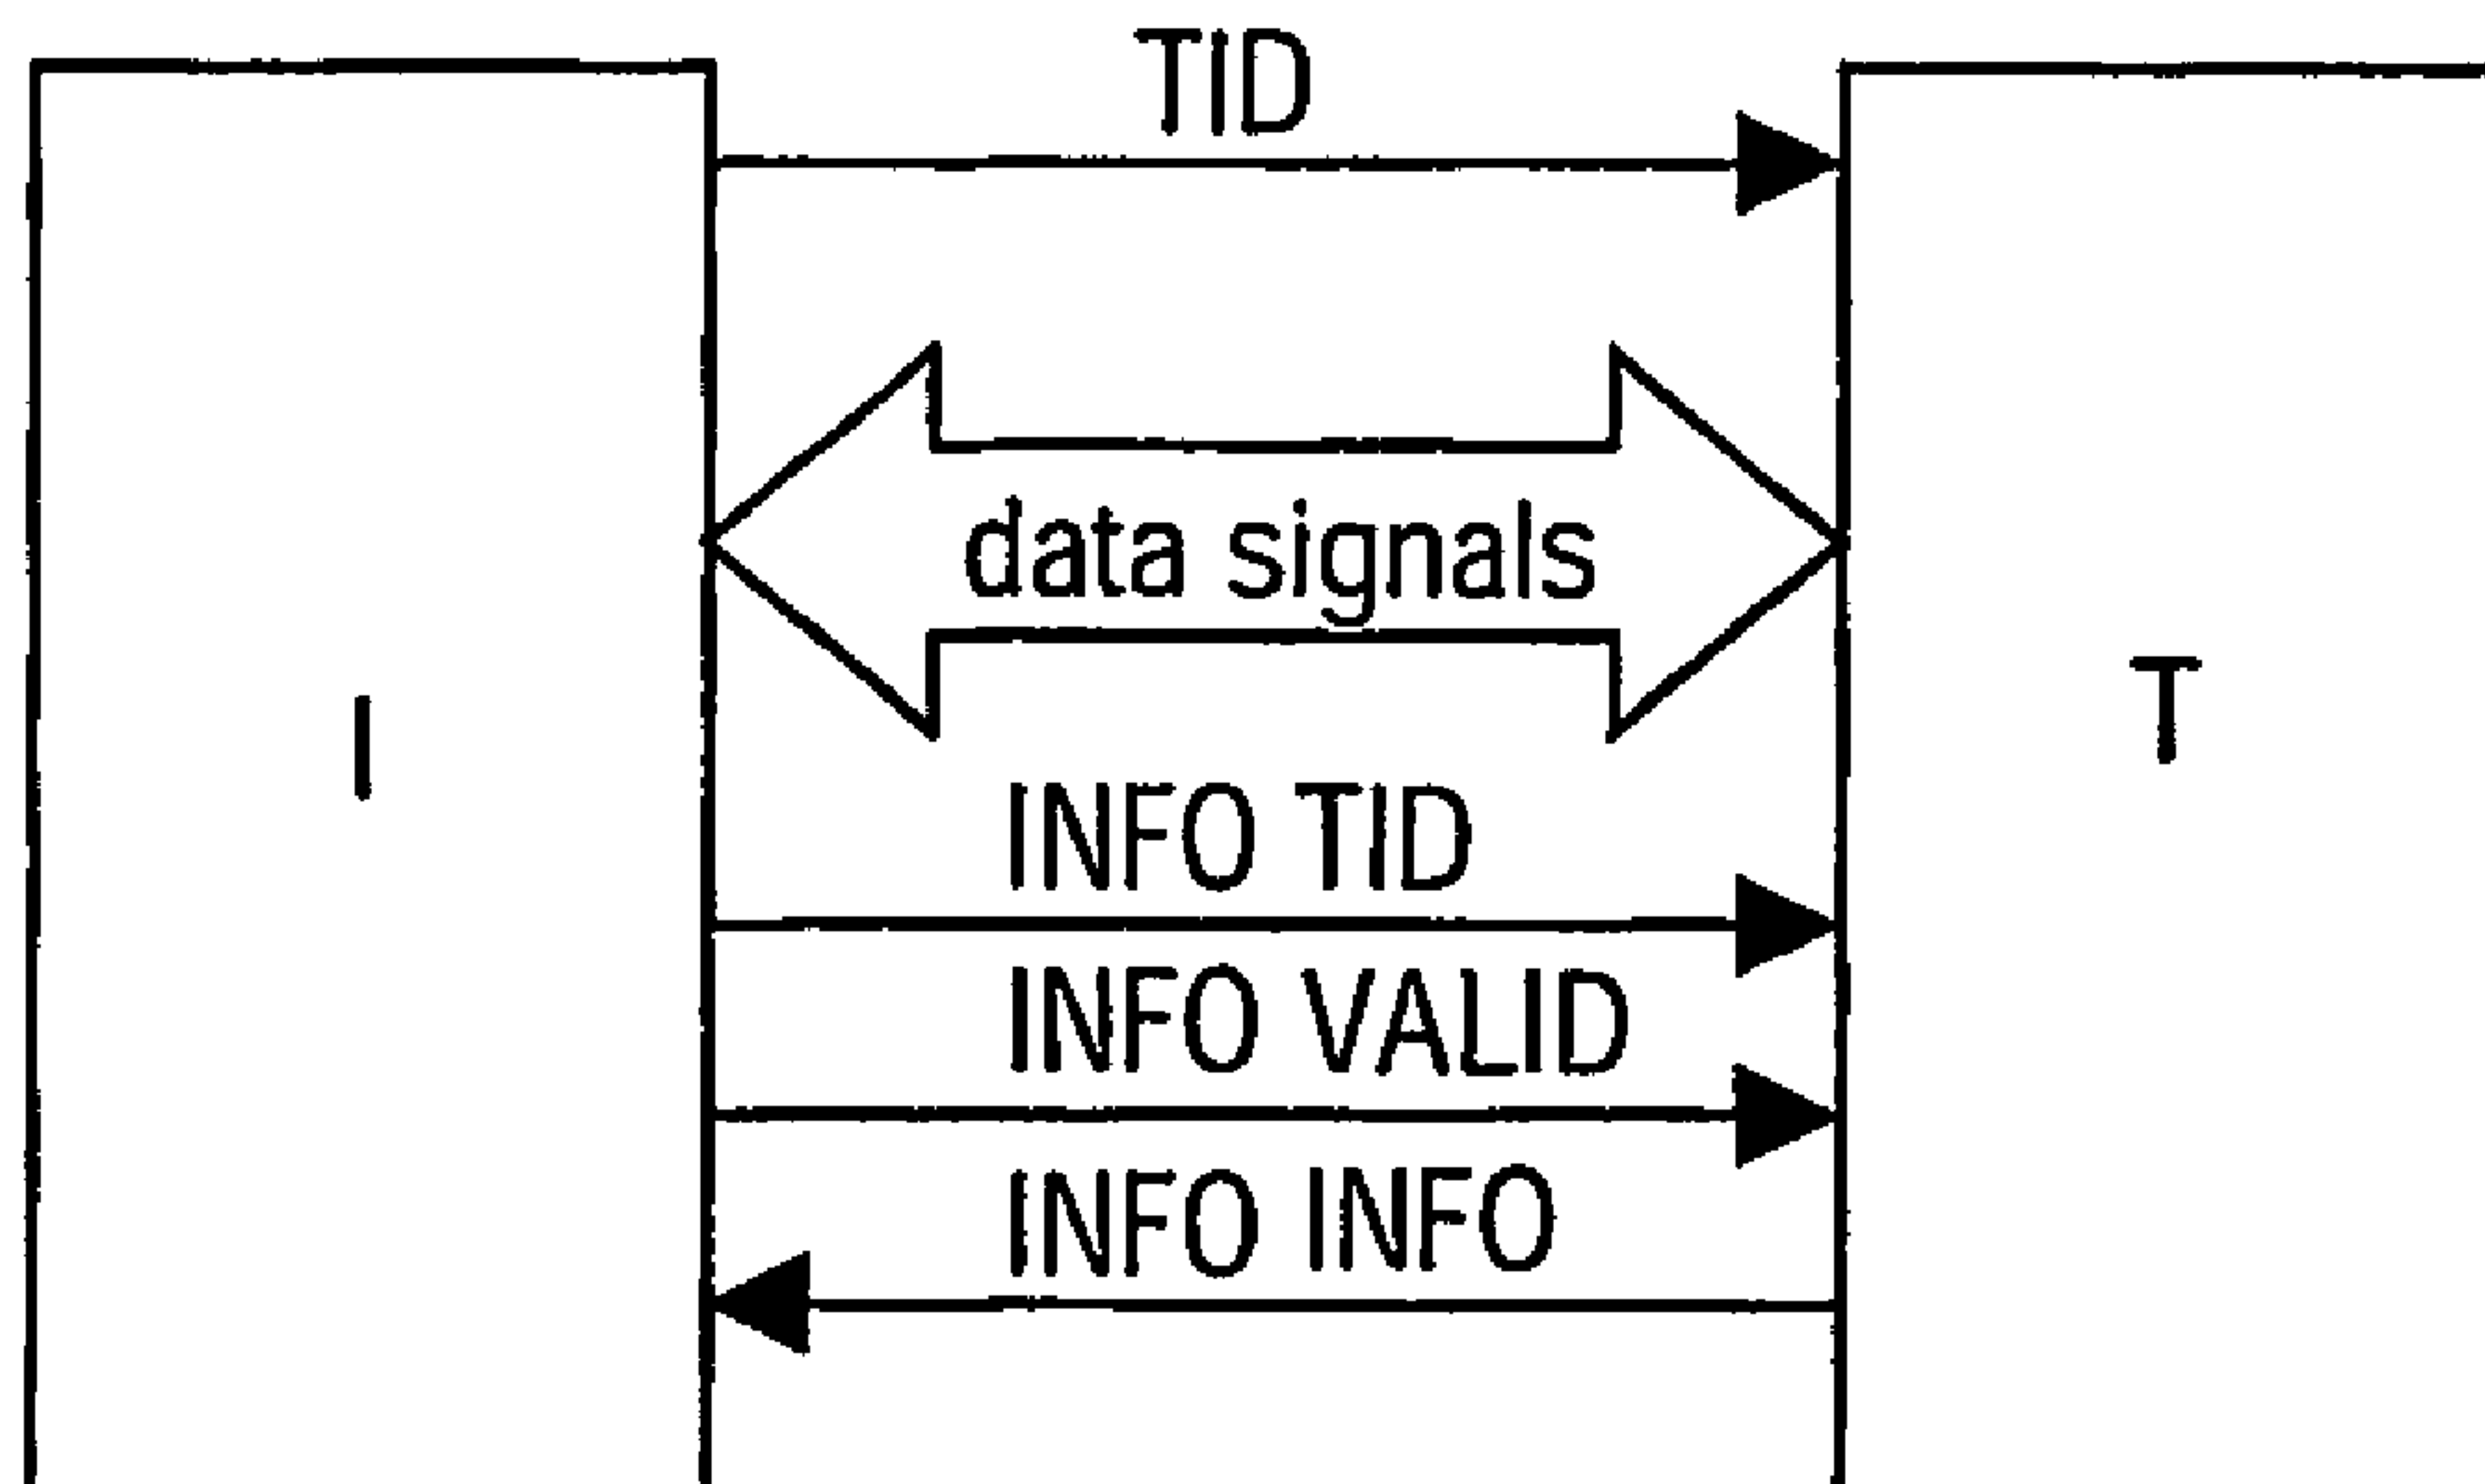 TID
data signals
I
T
INFO TID
INFO VALID
INFO INFO